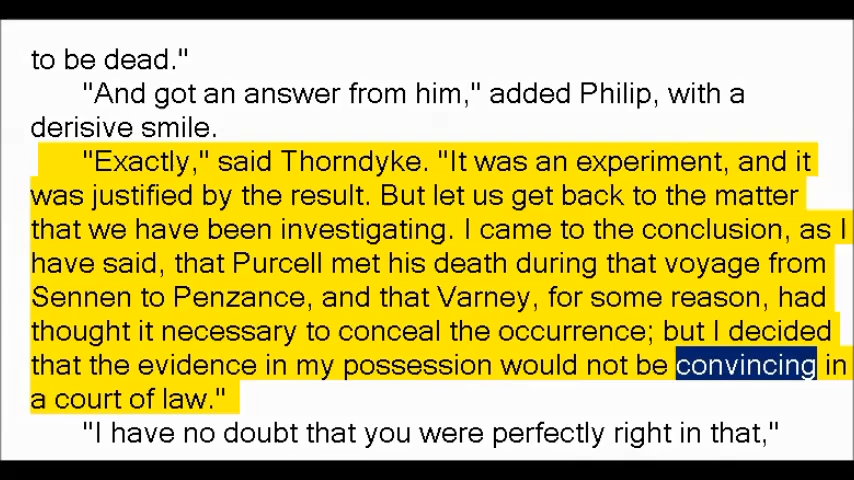 to be dead."
"And got an answer from him," added Philip, with a
derisive smile.
"Exactly," said Thorndyke. "It was an experiment, and it
was justified by the result. But let us get back to the matter
that we have been investigating. I came to the conclusion, as I
have said, that Purcell met his death during that voyage from
Sennen to Penzance, and that Varney, for some reason, had
thought it necessary to conceal the occurrence; but I decided
that the evidence in my possession would not be convincing in
a court of law."
"I have no doubt that you were perfectly right in that,"